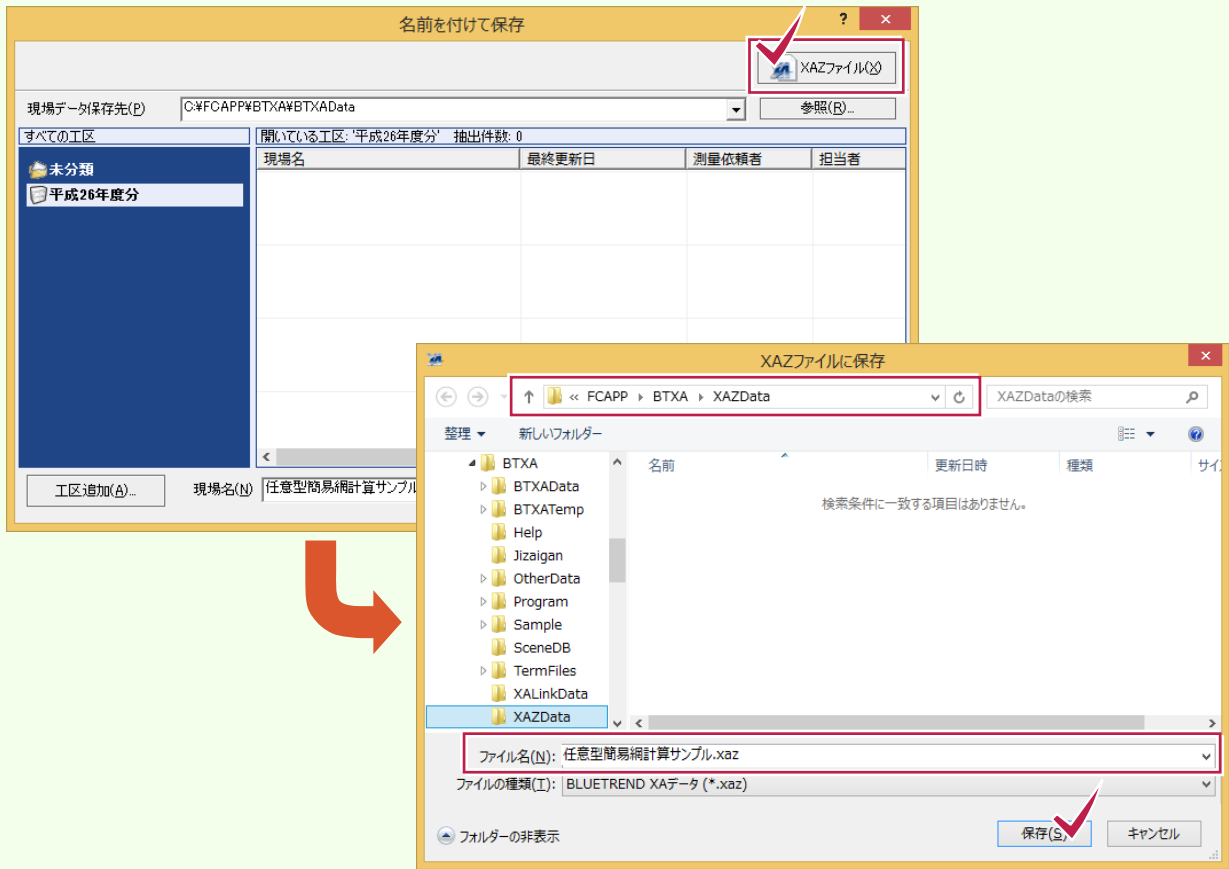 名前を付けて保存
?
XAZファイル(X)
現場データ保存先(P) C:¥FCAPP¥BTXA¥BTXAData 参照(R)...
すべての工区 開いている工区: '平成26年度分' 抽出件数: 0
現場名 最終更新日 測量依頼者 担当者
未分類
平成26年度分
工区追加(A)... 現場名(N) 任意型簡易網計算サンプル
XAZファイルに保存
« FCAPP BTXA XAZData XAZDataの検索
整理 新しいフォルダー
名前 更新日時 種類 サイ
検索条件に一致する項目はありません。
BTXA
BTXAData
BTXATemp
Help
Jizaigan
OtherData
Program
Sample
SceneDB
TermFiles
XALinkData
XAZData
ファイル名(N): 任意型簡易網計算サンプル.xaz
ファイルの種類(T): BLUETREND XAデータ (*.xaz)
フォルダーの非表示 保存(S) キャンセル